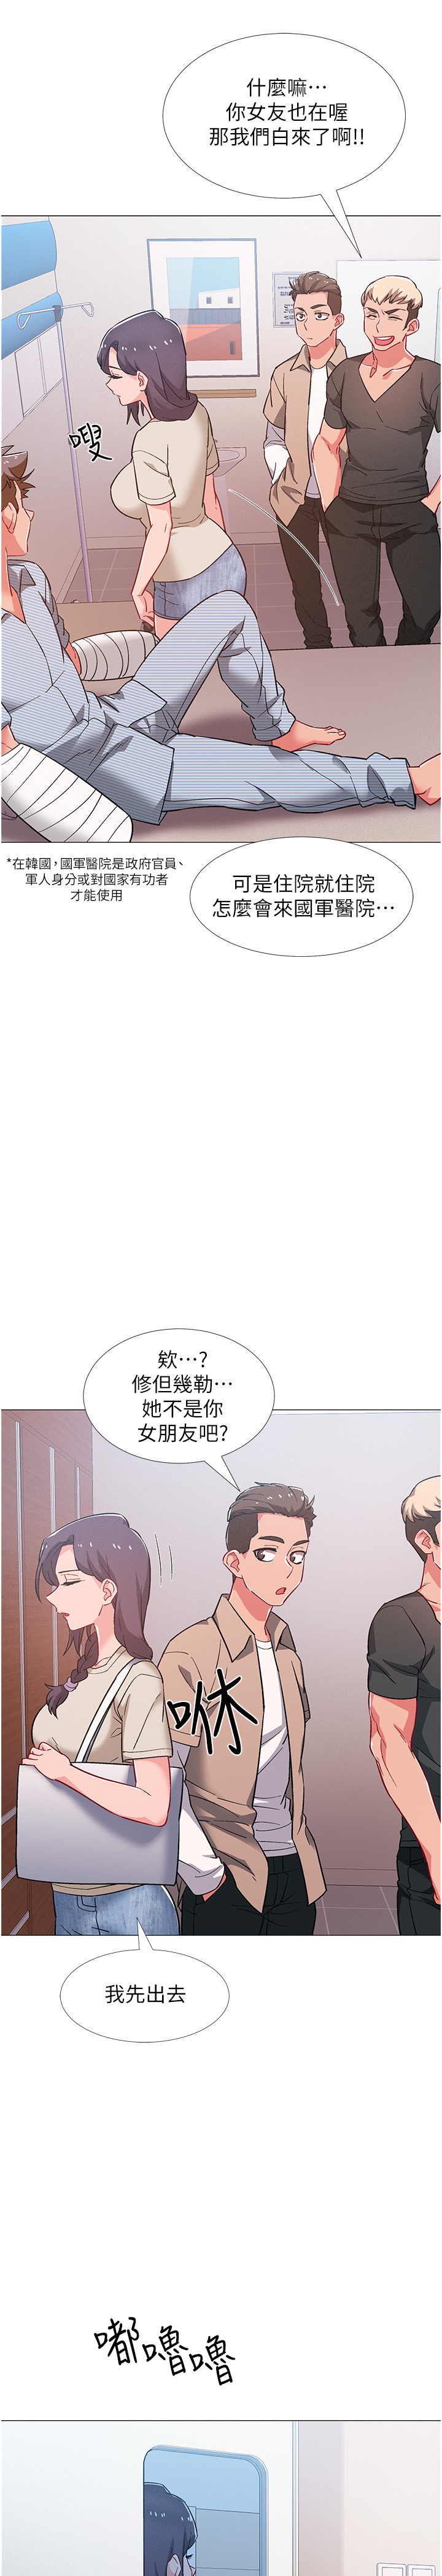 什麼嘛…
你女友也在喔
那我們白來了啊!!
嗖
*在韓國，國軍醫院是政府官員、
軍人身分或對國家有功者
才能使用
可是住院就住院
怎麼會來國軍醫院…
欸…?
修但幾勒…
她不是你
女朋友吧?
咻
我先出去
嘟嚕嚕